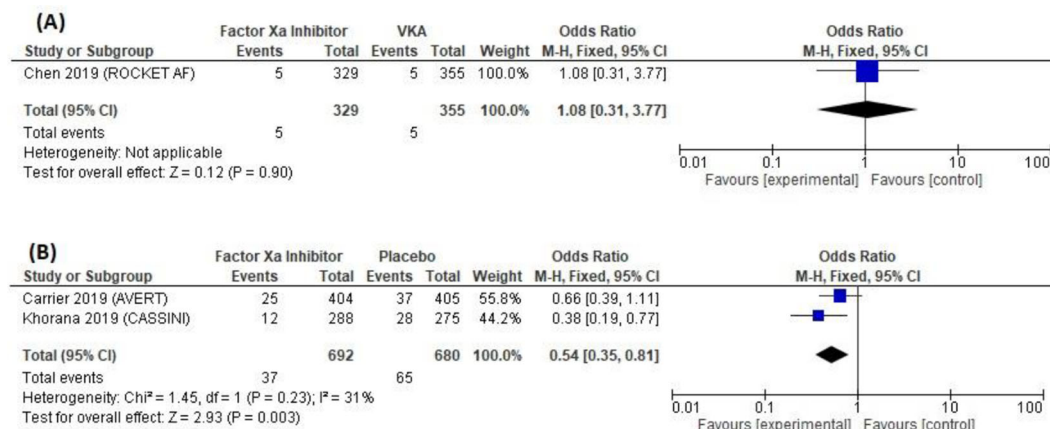 (A)
Factor Xa Inhibitor VKA Odds Ratio Odds Ratio
Study or Subgroup Events Total Events Total Weight M-H, Fixed, 95% CI M-H, Fixed, 95% CI
Chen 2019 (ROCKET AF) 5 329 5 355 100.0% 1.08 [0.31, 3.77]
Total (95% CI) 329 355 100.0% 1.08 [0.31, 3.77]
Total events 5 5
Heterogeneity: Not applicable
Test for overall effect: Z = 0.12 (P = 0.90)
0.01 0.1 1 10 100
Favours [experimental] Favours [control]
(B)
Factor Xa Inhibitor Placebo Odds Ratio Odds Ratio
Study or Subgroup Events Total Events Total Weight M-H, Fixed, 95% CI M-H, Fixed, 95% CI
Carrier 2019 (AVERT) 25 404 37 405 55.8% 0.66 [0.39, 1.11]
Khorana 2019 (CASSINI) 12 288 28 275 44.2% 0.38 [0.19, 0.77]
Total (95% CI) 692 680 100.0% 0.54 [0.35, 0.81]
Total events 37 65
Heterogeneity: Chi² = 1.45, df = 1 (P = 0.23); I² = 31%
Test for overall effect: Z = 2.93 (P = 0.003)
0.01 0.1 1 10 100
Favours [experimental] Favours [control]